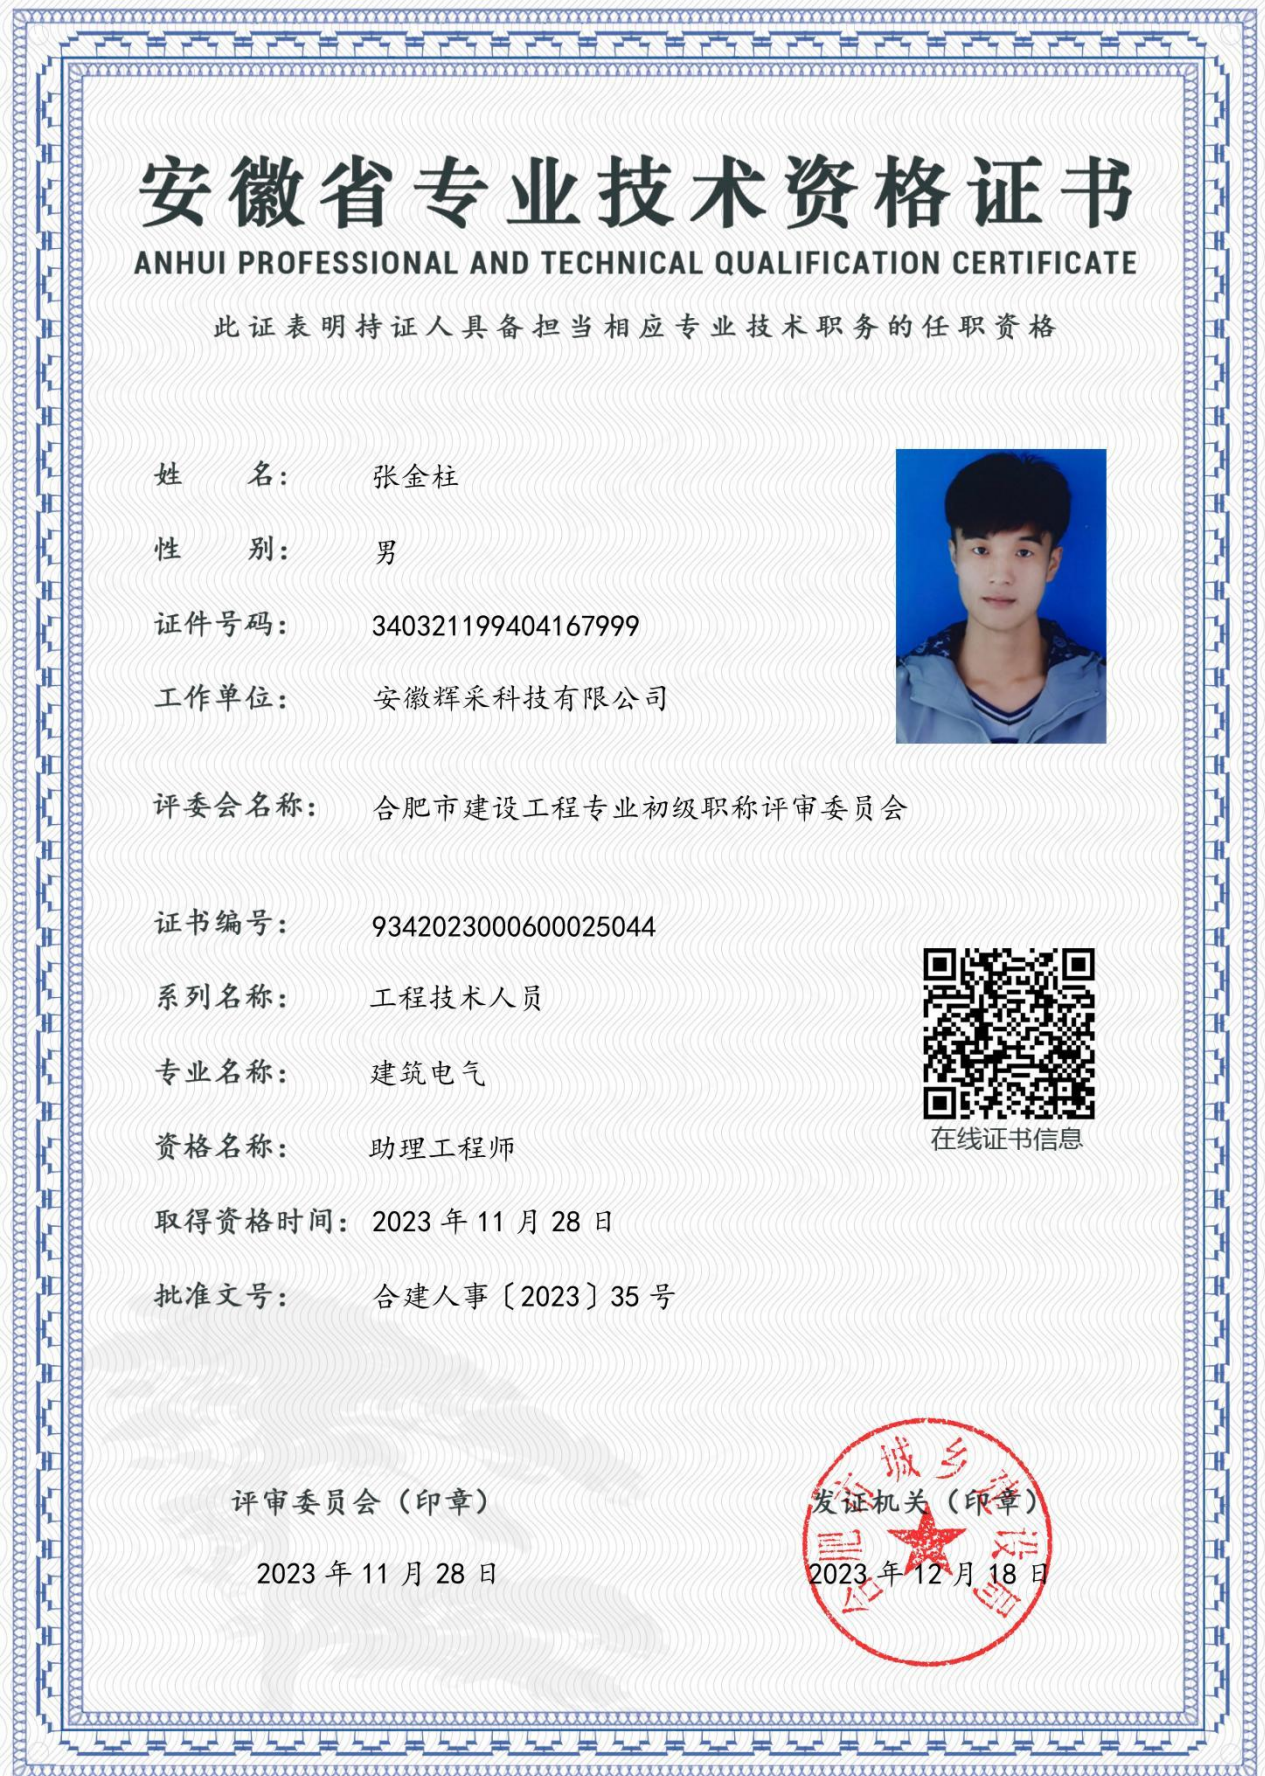 安徽省专业技术资格证书
ANHUI PROFESSIONAL AND TECHNICAL QUALIFICATION CERTIFICATE
此证表明持证人具备担当相应专业技术职务的任职资格
姓 名: 张金柱
性 别: 男
证件号码: 340321199404167999
工作单位: 安徽辉采科技有限公司
评委会名称: 合肥市建设工程专业初级职称评审委员会
证书编号: 9342023000600025044
系列名称: 工程技术人员
专业名称: 建筑电气
在线证书信息
资格名称: 助理工程师
取得资格时间: 2023 年 11 月 28 日
批准文号: 合建人事〔2023〕35 号
合肥市城乡建设局
评审委员会（印章） 发证机关（印章）
2023 年 11 月 28 日 2023 年 12 月 18 日